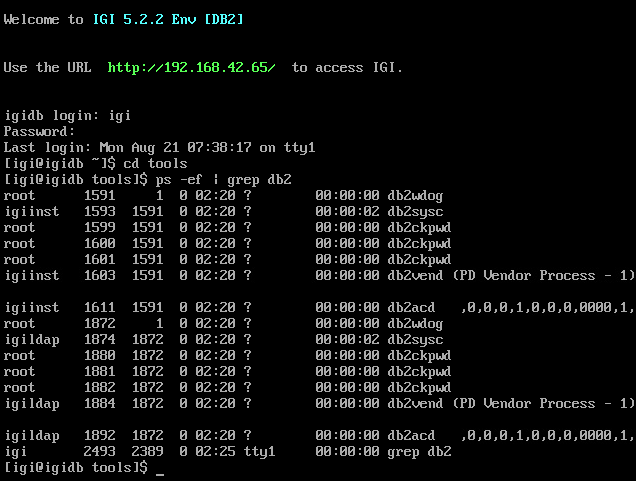 Welcome to IGI 5.2.2 Env [DB2]
Use the URL  http://192.168.42.65/  to access IGI.
igidb login: igi
Password:
Last login: Mon Aug 21 07:38:17 on tty1
[igi@igidb ~]$ cd tools
[igi@igidb tools]$ ps -ef | grep db2
root      1591     1  0 02:20 ?        00:00:00 db2wdog
igiinst   1593  1591  0 02:20 ?        00:00:02 db2sysc
root      1599  1591  0 02:20 ?        00:00:00 db2ckpwd
root      1600  1591  0 02:20 ?        00:00:00 db2ckpwd
root      1601  1591  0 02:20 ?        00:00:00 db2ckpwd
igiinst   1603  1591  0 02:20 ?        00:00:00 db2vend (PD Vendor Process - 1)
igiinst   1611  1591  0 02:20 ?        00:00:00 db2acd   ,0,0,0,1,0,0,0,0000,1,
root      1872     1  0 02:20 ?        00:00:00 db2wdog
igildap   1874  1872  0 02:20 ?        00:00:02 db2sysc
root      1880  1872  0 02:20 ?        00:00:00 db2ckpwd
root      1881  1872  0 02:20 ?        00:00:00 db2ckpwd
root      1882  1872  0 02:20 ?        00:00:00 db2ckpwd
igildap   1884  1872  0 02:20 ?        00:00:00 db2vend (PD Vendor Process - 1)
igildap   1892  1872  0 02:20 ?        00:00:00 db2acd   ,0,0,0,1,0,0,0,0000,1,
igi       2493  2389  0 02:25 tty1     00:00:00 grep db2
[igi@igidb tools]$ _